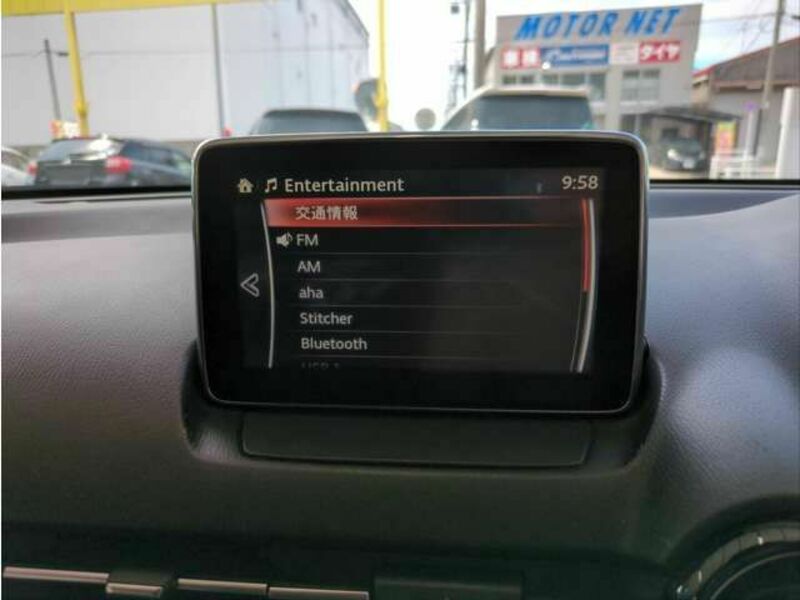 MOTOR NET
車検
タイヤ
Entertainment
9:58
交通情報
FM
AM
aha
Stitcher
Bluetooth